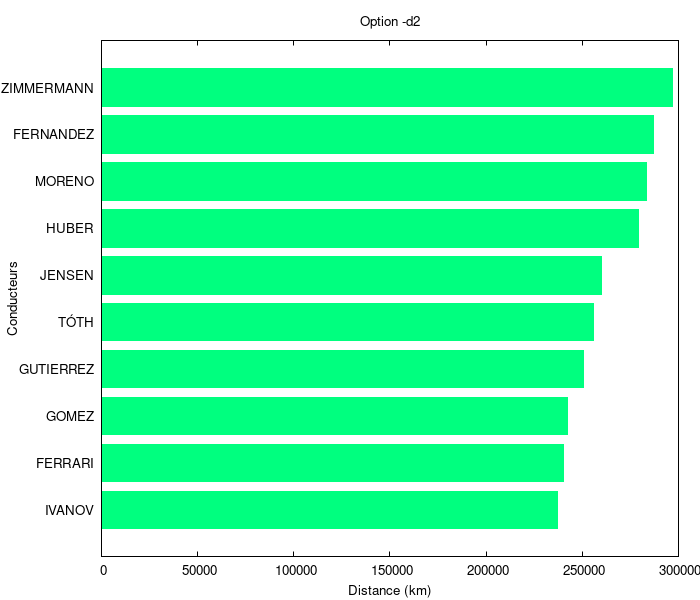 Option -d2
ZIMMERMANN
FERNANDEZ
MORENO
HUBER
JENSEN
TÓTH
GUTIERREZ
GOMEZ
FERRARI
IVANOV
Conducteurs
0 50000 100000 150000 200000 250000 300000
Distance (km)